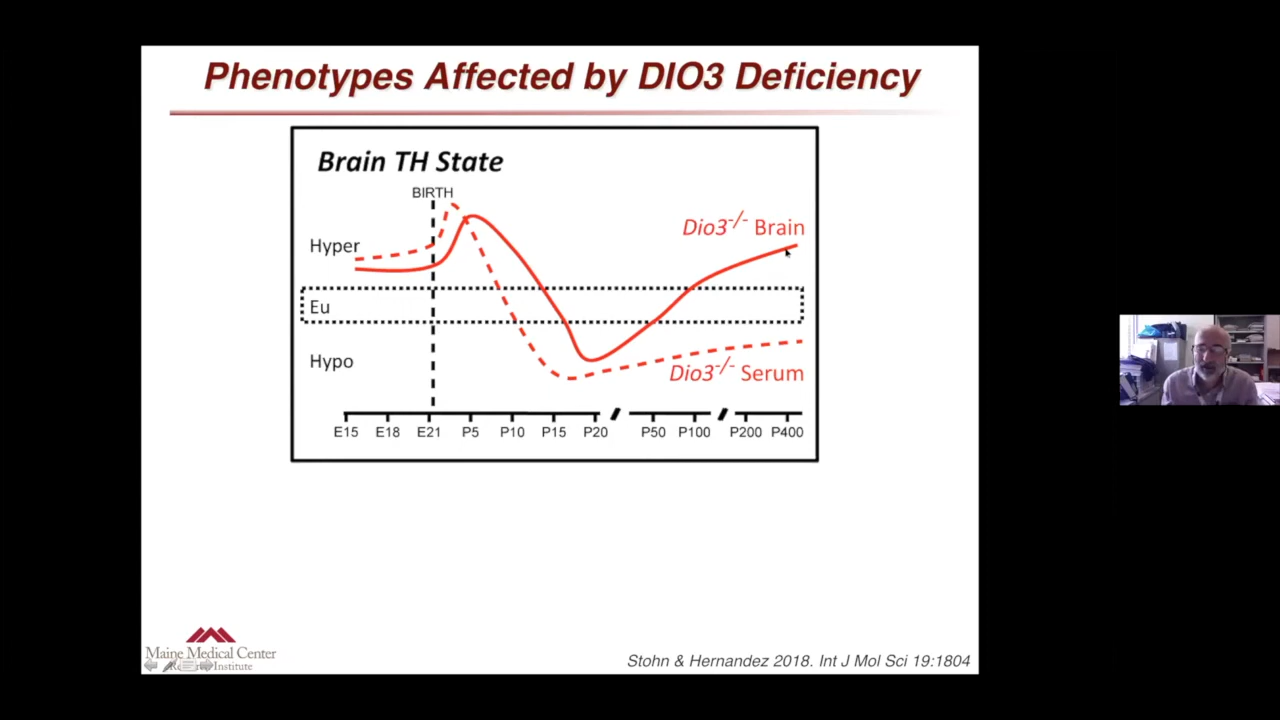 Phenotypes Affected by DIO3 Deficiency
Brain TH State
BIRTH
Dio3-/- Brain
Hyper
Eu
Hypo
Dio3-/- Serum
E15 E18 E21 P5 P10 P15 P20 P50 P100 P200 P400
Maine Medical Center
Institute
Stohn & Hernandez 2018. Int J Mol Sci 19:1804